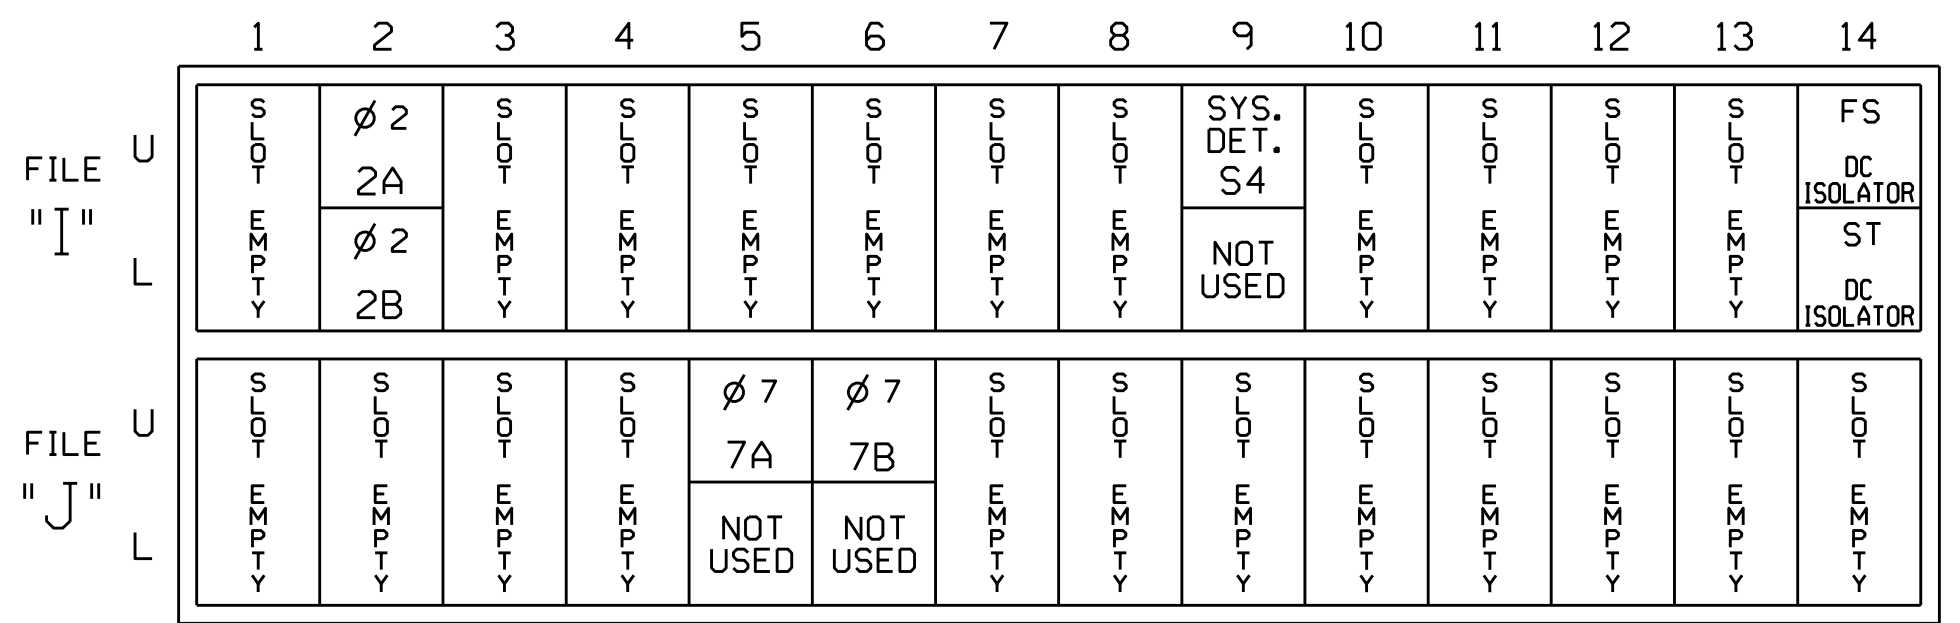 1 2 3 4 5 6 7 8 9 10 11 12 13 14
FILE "I"
U
L
SLOT EMPTY
Ø 2
2A
Ø 2
2B
SLOT EMPTY
SLOT EMPTY
SLOT EMPTY
SLOT EMPTY
SLOT EMPTY
SLOT EMPTY
SYS.
DET.
S4
NOT
USED
SLOT EMPTY
SLOT EMPTY
SLOT EMPTY
SLOT EMPTY
FS
DC
ISOLATOR
ST
DC
ISOLATOR
FILE
"J"
U
L
SLOT EMPTY
SLOT EMPTY
SLOT EMPTY
SLOT EMPTY
Ø 7
7A
NOT
USED
Ø 7
7B
NOT
USED
SLOT EMPTY
SLOT EMPTY
SLOT EMPTY
SLOT EMPTY
SLOT EMPTY
SLOT EMPTY
SLOT EMPTY
SLOT EMPTY